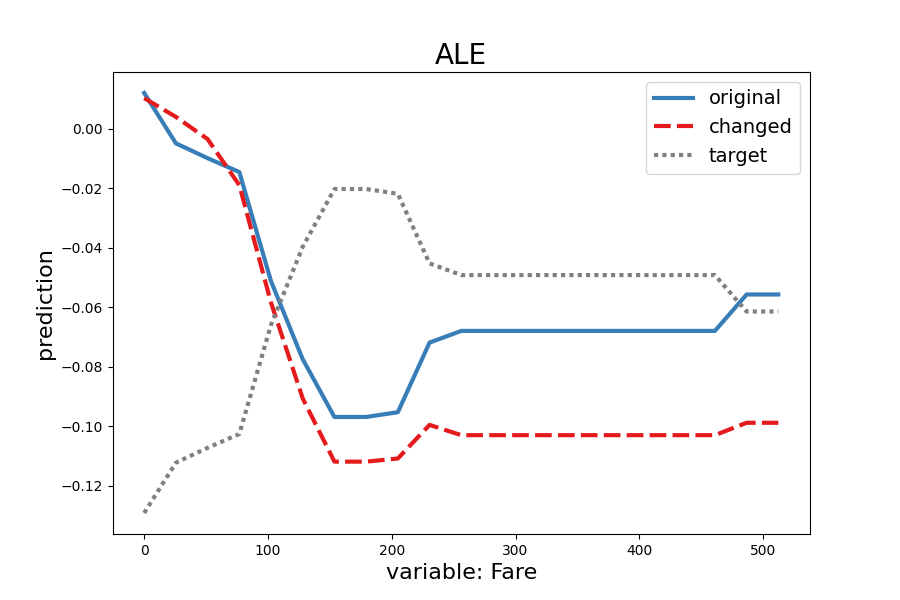 ALE
original
changed
target
prediction
0.00
−0.02
−0.04
−0.06
−0.08
−0.10
−0.12
0
100
200
300
400
500
variable: Fare